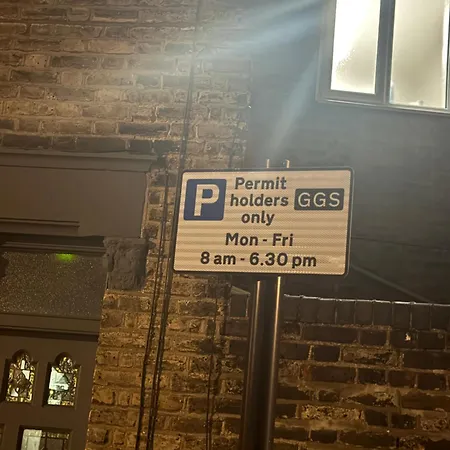 P Permit
holders GGS
only
Mon - Fri
8 am - 6.30 pm